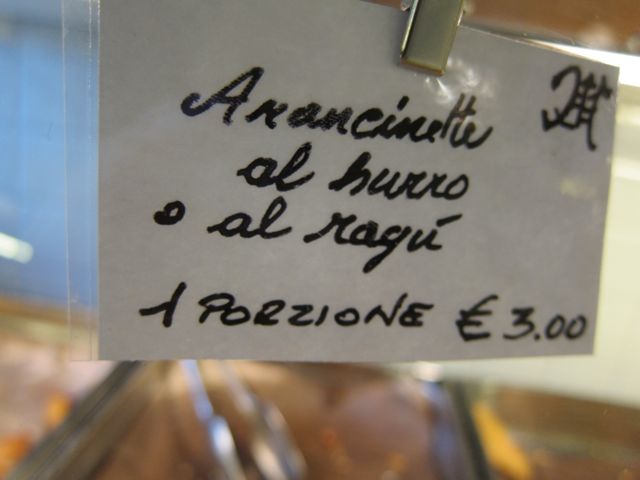 Arancinette
al burro
o al ragú
1 PORZIONE € 3.00